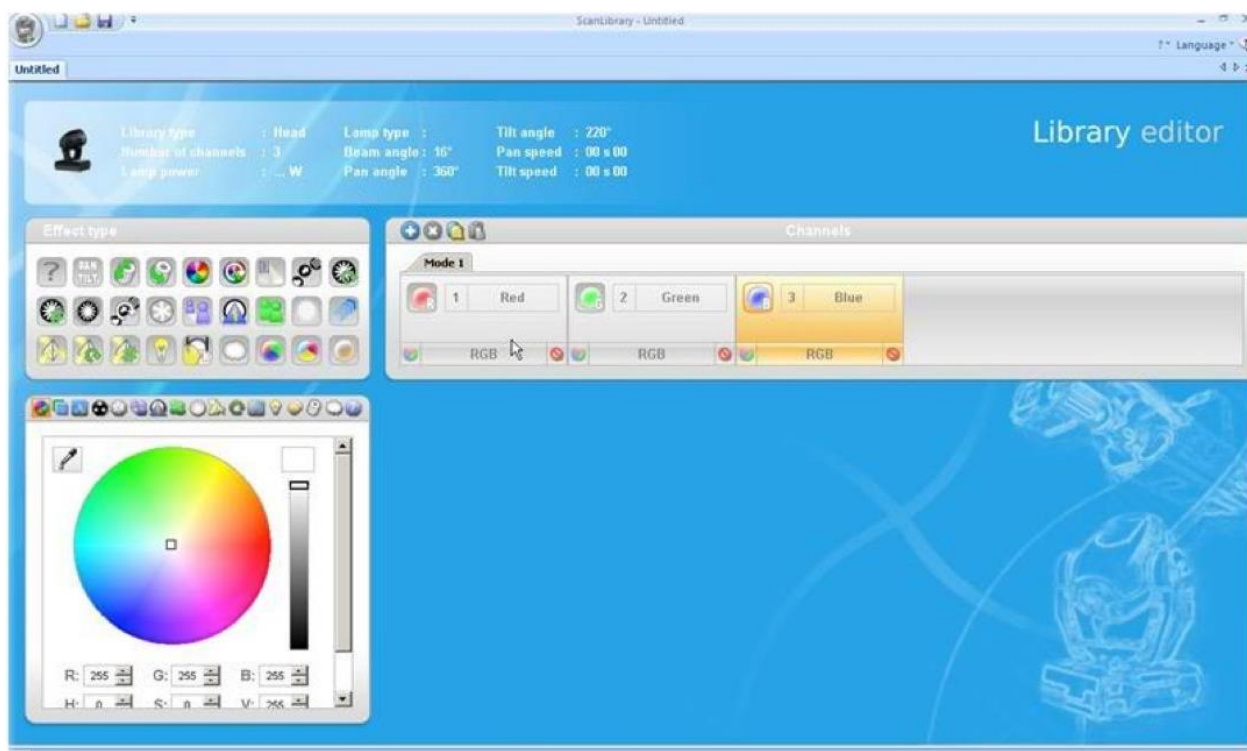 ScanLibrary - Untitled
? Language
Untitled
Library type : Head
Number of channels : 3
Lamp power : ... W
Lamp type :
Beam angle : 16°
Pan angle : 360°
Tilt angle : 220°
Pan speed : 00 s 00
Tilt speed : 00 s 00
Library editor
Effect type
PAN
TILT
Channels
Mode 1
1 Red
2 Green
3 Blue
RGB
RGB
RGB
R: 255 G: 255 B: 255
H: 0 S: 0 V: 255